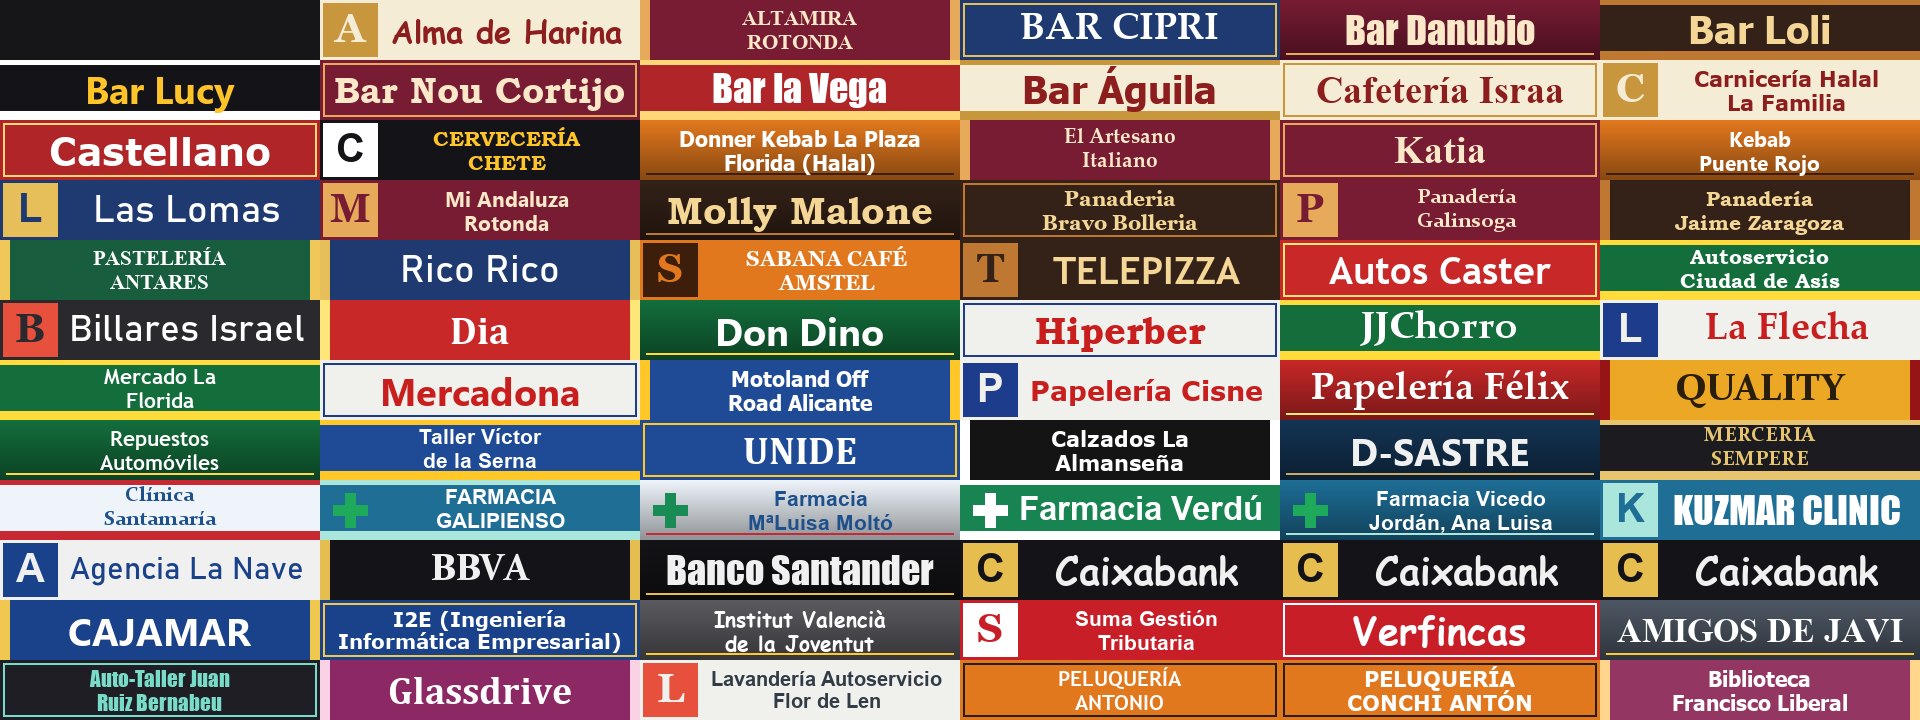 A Alma de Harina
ALTAMIRA
ROTONDA
BAR CIPRI
Bar Danubio
Bar Loli
Bar Lucy
Bar Nou Cortijo
Bar la Vega
Bar Águila
Cafetería Israa
C Carnicería Halal
La Familia
Castellano
C CERVECERÍA
CHETE
Donner Kebab La Plaza
Florida (Halal)
El Artesano
Italiano
Katia
Kebab
Puente Rojo
L Las Lomas
M Mi Andaluza
Rotonda
Molly Malone
Panaderia
Bravo Bolleria
P Panadería
Galinsoga
Panadería
Jaime Zaragoza
PASTELERÍA
ANTARES
Rico Rico
S SABANA CAFÉ
AMSTEL
T TELEPIZZA
Autos Caster
Autoservicio
Ciudad de Asís
B Billares Israel
Dia
Don Dino
Hiperber
JJChorro
L La Flecha
Mercado La
Florida
Mercadona
Motoland Off
Road Alicante
P Papelería Cisne
Papelería Félix
QUALITY
Repuestos
Automóviles
Taller Víctor
de la Serna
UNIDE
Calzados La
Almanseña
D-SASTRE
MERCERIA
SEMPERE
Clínica
Santamaría
FARMACIA
GALIPIENSO
Farmacia
MªLuisa Moltó
Farmacia Verdú
Farmacia Vicedo
Jordán, Ana Luisa
K KUZMAR CLINIC
A Agencia La Nave
BBVA
Banco Santander
C Caixabank
C Caixabank
C Caixabank
CAJAMAR
I2E (Ingeniería
Informática Empresarial)
Institut Valencià
de la Joventut
S Suma Gestión
Tributaria
Verfincas
AMIGOS DE JAVI
Auto-Taller Juan
Ruiz Bernabeu
Glassdrive
L Lavandería Autoservicio
Flor de Len
PELUQUERÍA
ANTONIO
PELUQUERÍA
CONCHI ANTÓN
Biblioteca
Francisco Liberal